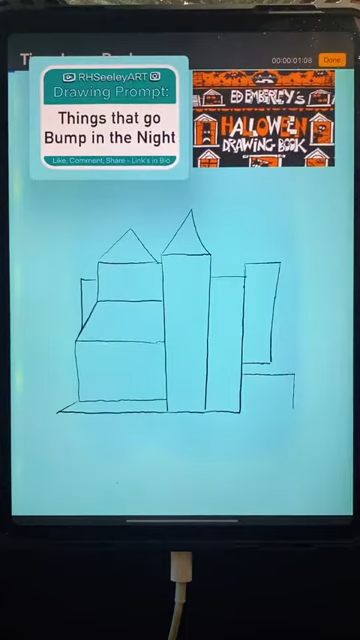 00:00:01:08 Done
RHSeeleyART
Drawing Prompt:
Things that go
Bump in the Night
Like, Comment, Share - Link's in Bio
ED EMBERLEY's
HALLOWEEN
DRAWING BOOK